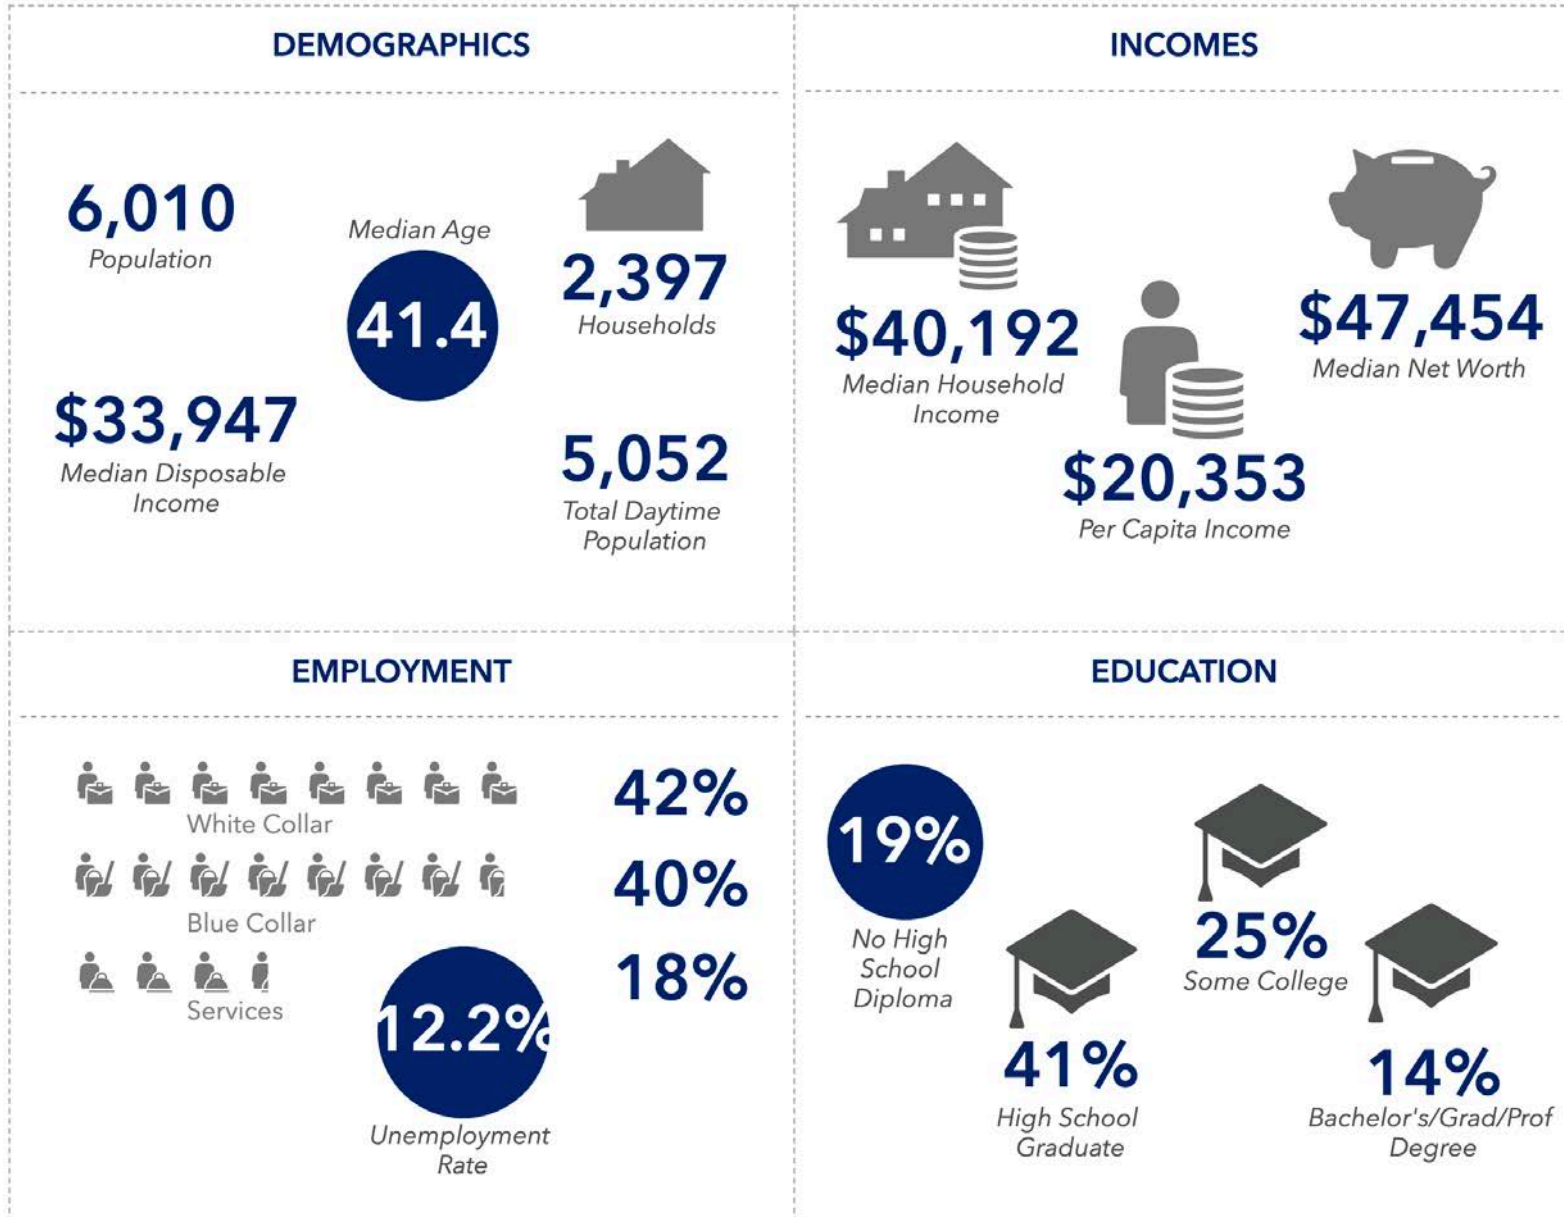 DEMOGRAPHICS
6,010
Population
Median Age
41.4
2,397
Households
$33,947
Median Disposable
Income
5,052
Total Daytime
Population
INCOMES
$40,192
Median Household
Income
$20,353
Per Capita Income
$47,454
Median Net Worth
EMPLOYMENT
42%
White Collar
40%
Blue Collar
18%
Services
12.2%
Unemployment
Rate
EDUCATION
19%
No High
School
Diploma
41%
High School
Graduate
25%
Some College
14%
Bachelor's/Grad/Prof
Degree